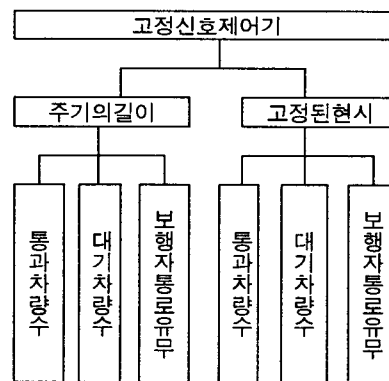 고정신호제어기
주기의길이
고정된현시
통과차량수
대기차량수
보행자통로유무
통과차량수
대기차량수
보행자통로유무